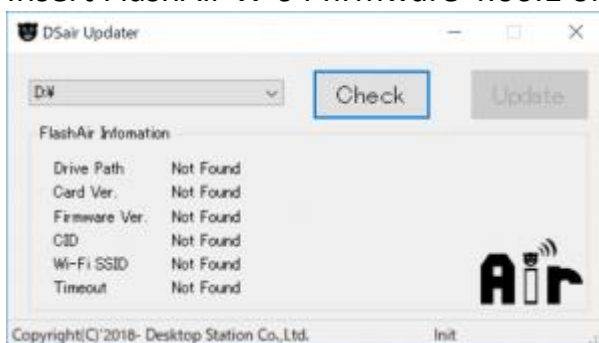 DSair Updater
D:¥
Check
Update
FlashAir Infomation
Drive Path Not Found
Card Ver. Not Found
Firmware Ver. Not Found
CID Not Found
Wi-Fi SSID Not Found
Timeout Not Found
Air
Copyright(C)'2018- Desktop Station Co.,Ltd. Init